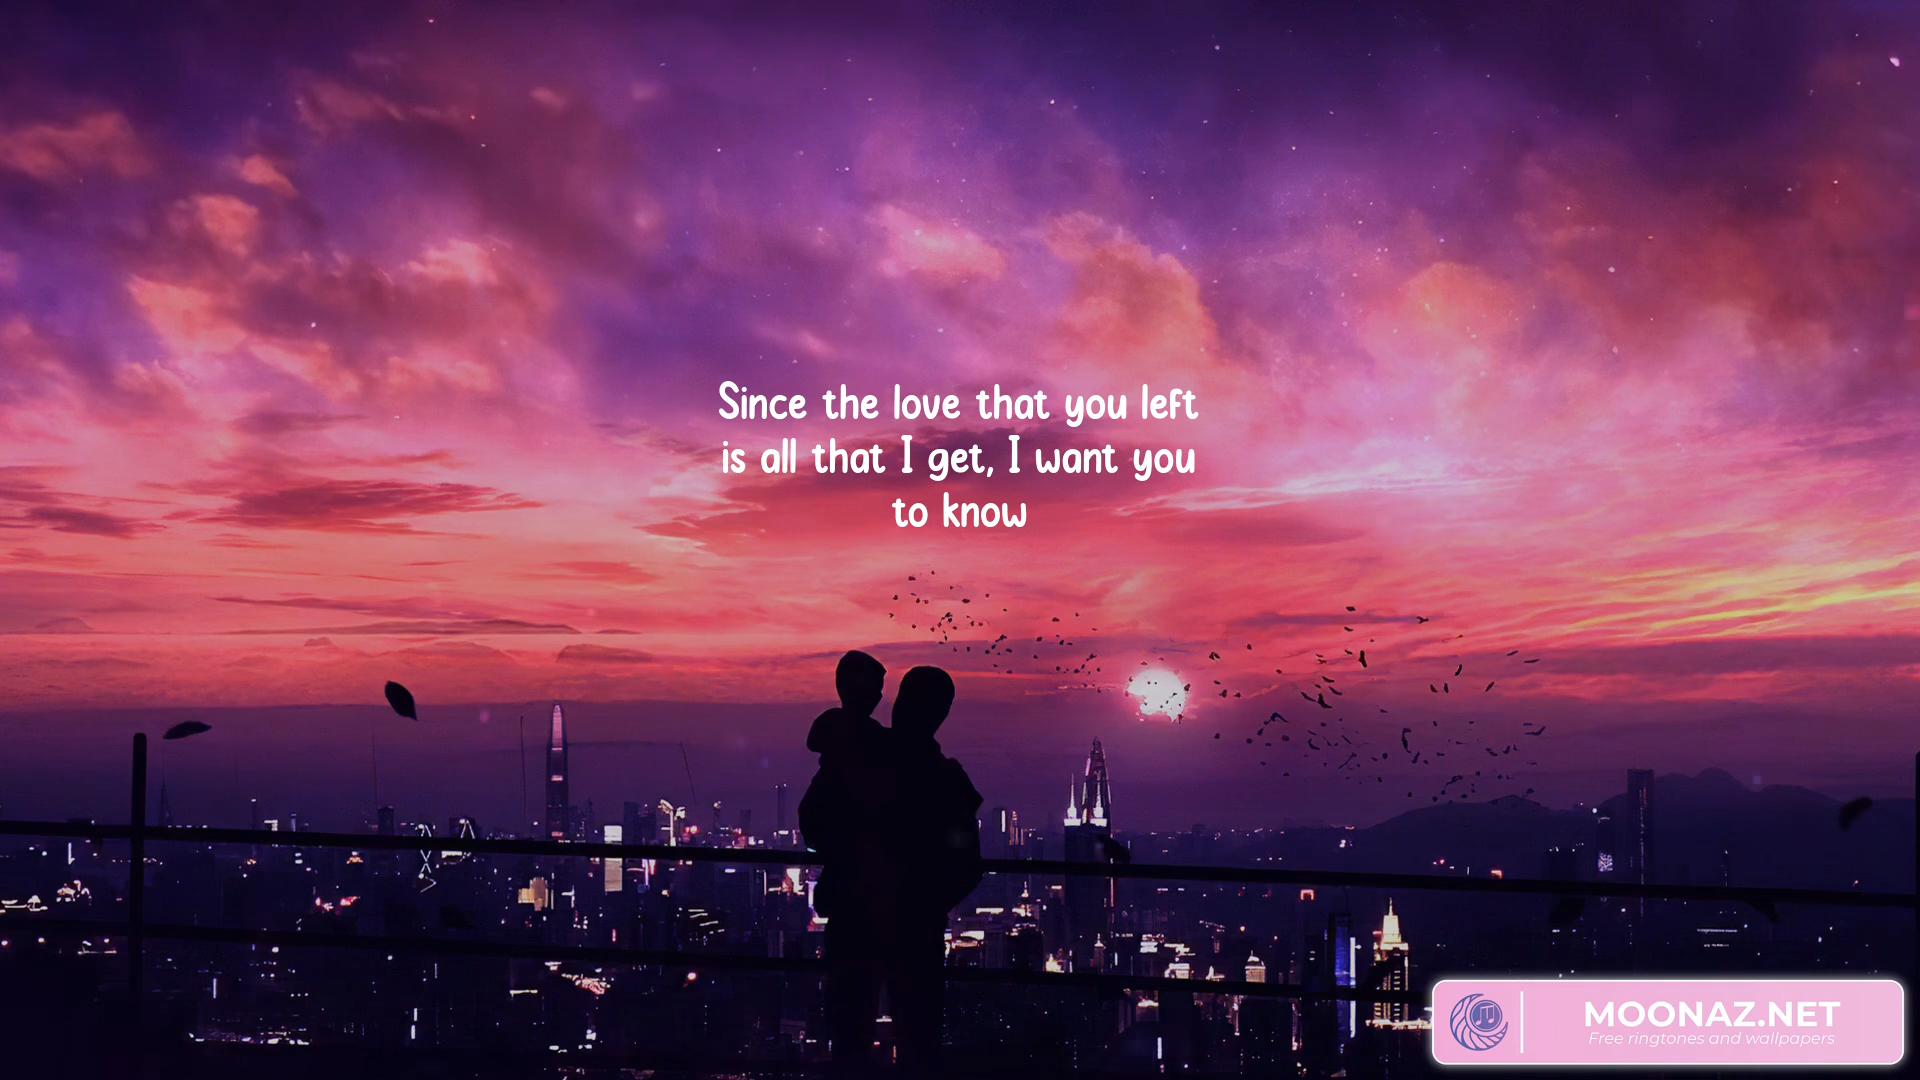 Since the love that you left
is all that I get, I want you
to know
MOONAZ.NET
Free ringtones and wallpapers